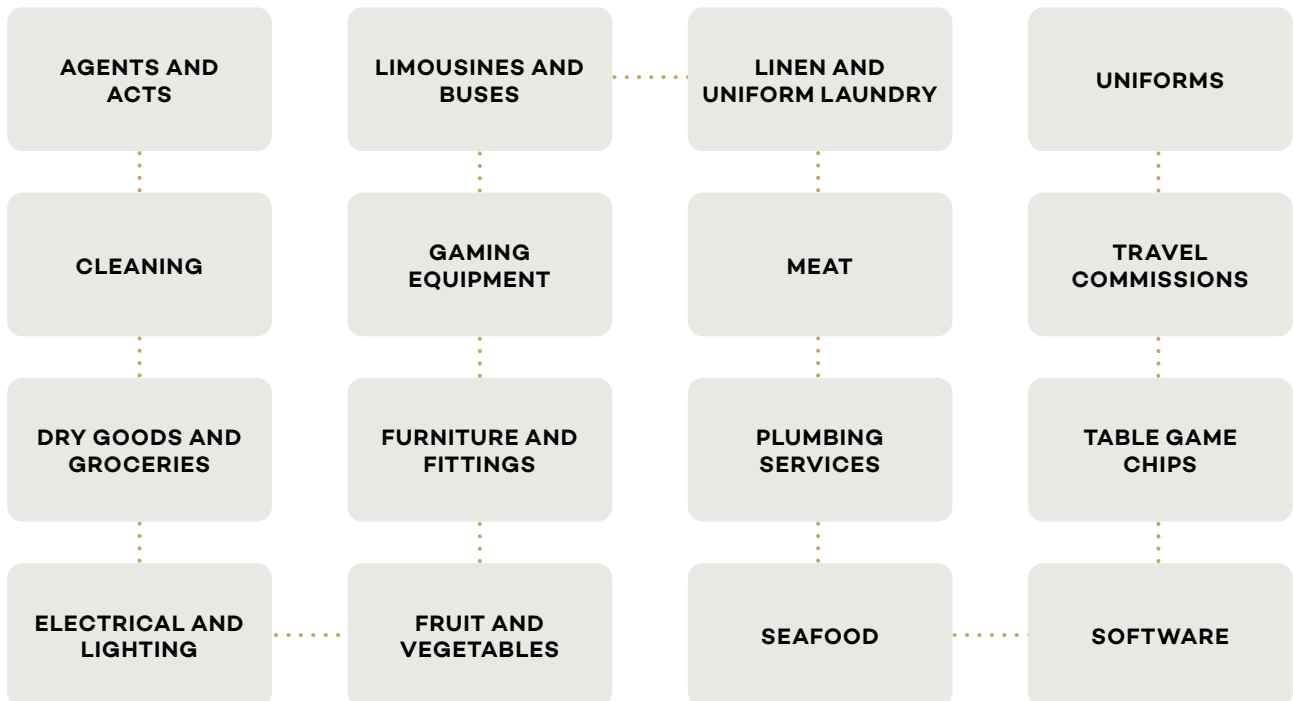 AGENTS AND
ACTS
CLEANING
DRY GOODS AND
GROCERIES
ELECTRICAL AND
LIGHTING
FRUIT AND
VEGETABLES
FURNITURE AND
FITTINGS
GAMING
EQUIPMENT
LIMOUSINES AND
BUSES
LINEN AND
UNIFORM LAUNDRY
MEAT
PLUMBING
SERVICES
SEAFOOD
SOFTWARE
TABLE GAME
CHIPS
TRAVEL
COMMISSIONS
UNIFORMS